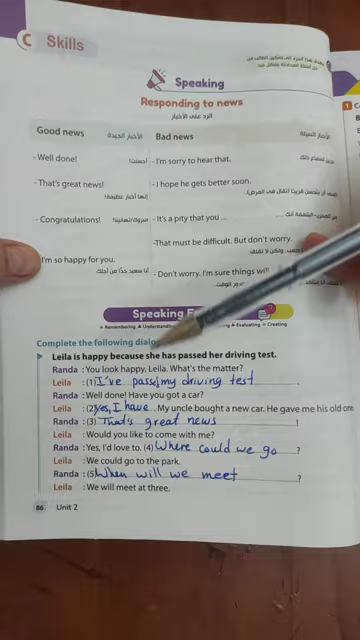 C Skills
Speaking
Responding to news
الرد على الأخبار
Good news الأخبار الجيدة Bad news الأخبار السيئة
- Well done! أحسنت! - I'm sorry to hear that.
- That's great news! إنها أخبار عظيمة! - I hope he gets better soon.
- Congratulations! مبروك/تهانينا! - It's a pity that you ...
-That must be difficult. But don't worry.
I'm so happy for you. أنا سعيد جدًا من أجلك - Don't worry. I'm sure things will
Speaking
Remembering Evaluating Creating
Complete the following
Leila is happy because she has passed her driving test.
Randa : You look happy, Leila. What's the matter?
Leila : (1) I've passed my driving test.
Randa : Well done! Have you got a car?
Leila : (2) Yes, I have. My uncle bought a new car. He gave me his old one
Randa : (3) That's great news!
Leila : Would you like to come with me?
Randa : Yes, I'd love to. (4) Where could we go?
Leila : We could go to the park.
Randa : (5) When will we meet?
Leila : We will meet at three.
86 Unit 2